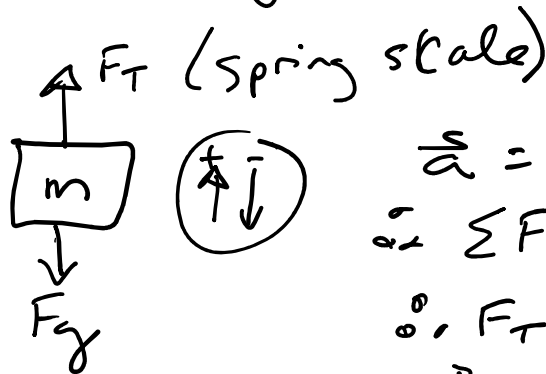 F_T (spring scale)
m
+ -
a =
∴ ΣF
∴ F_T
F_g